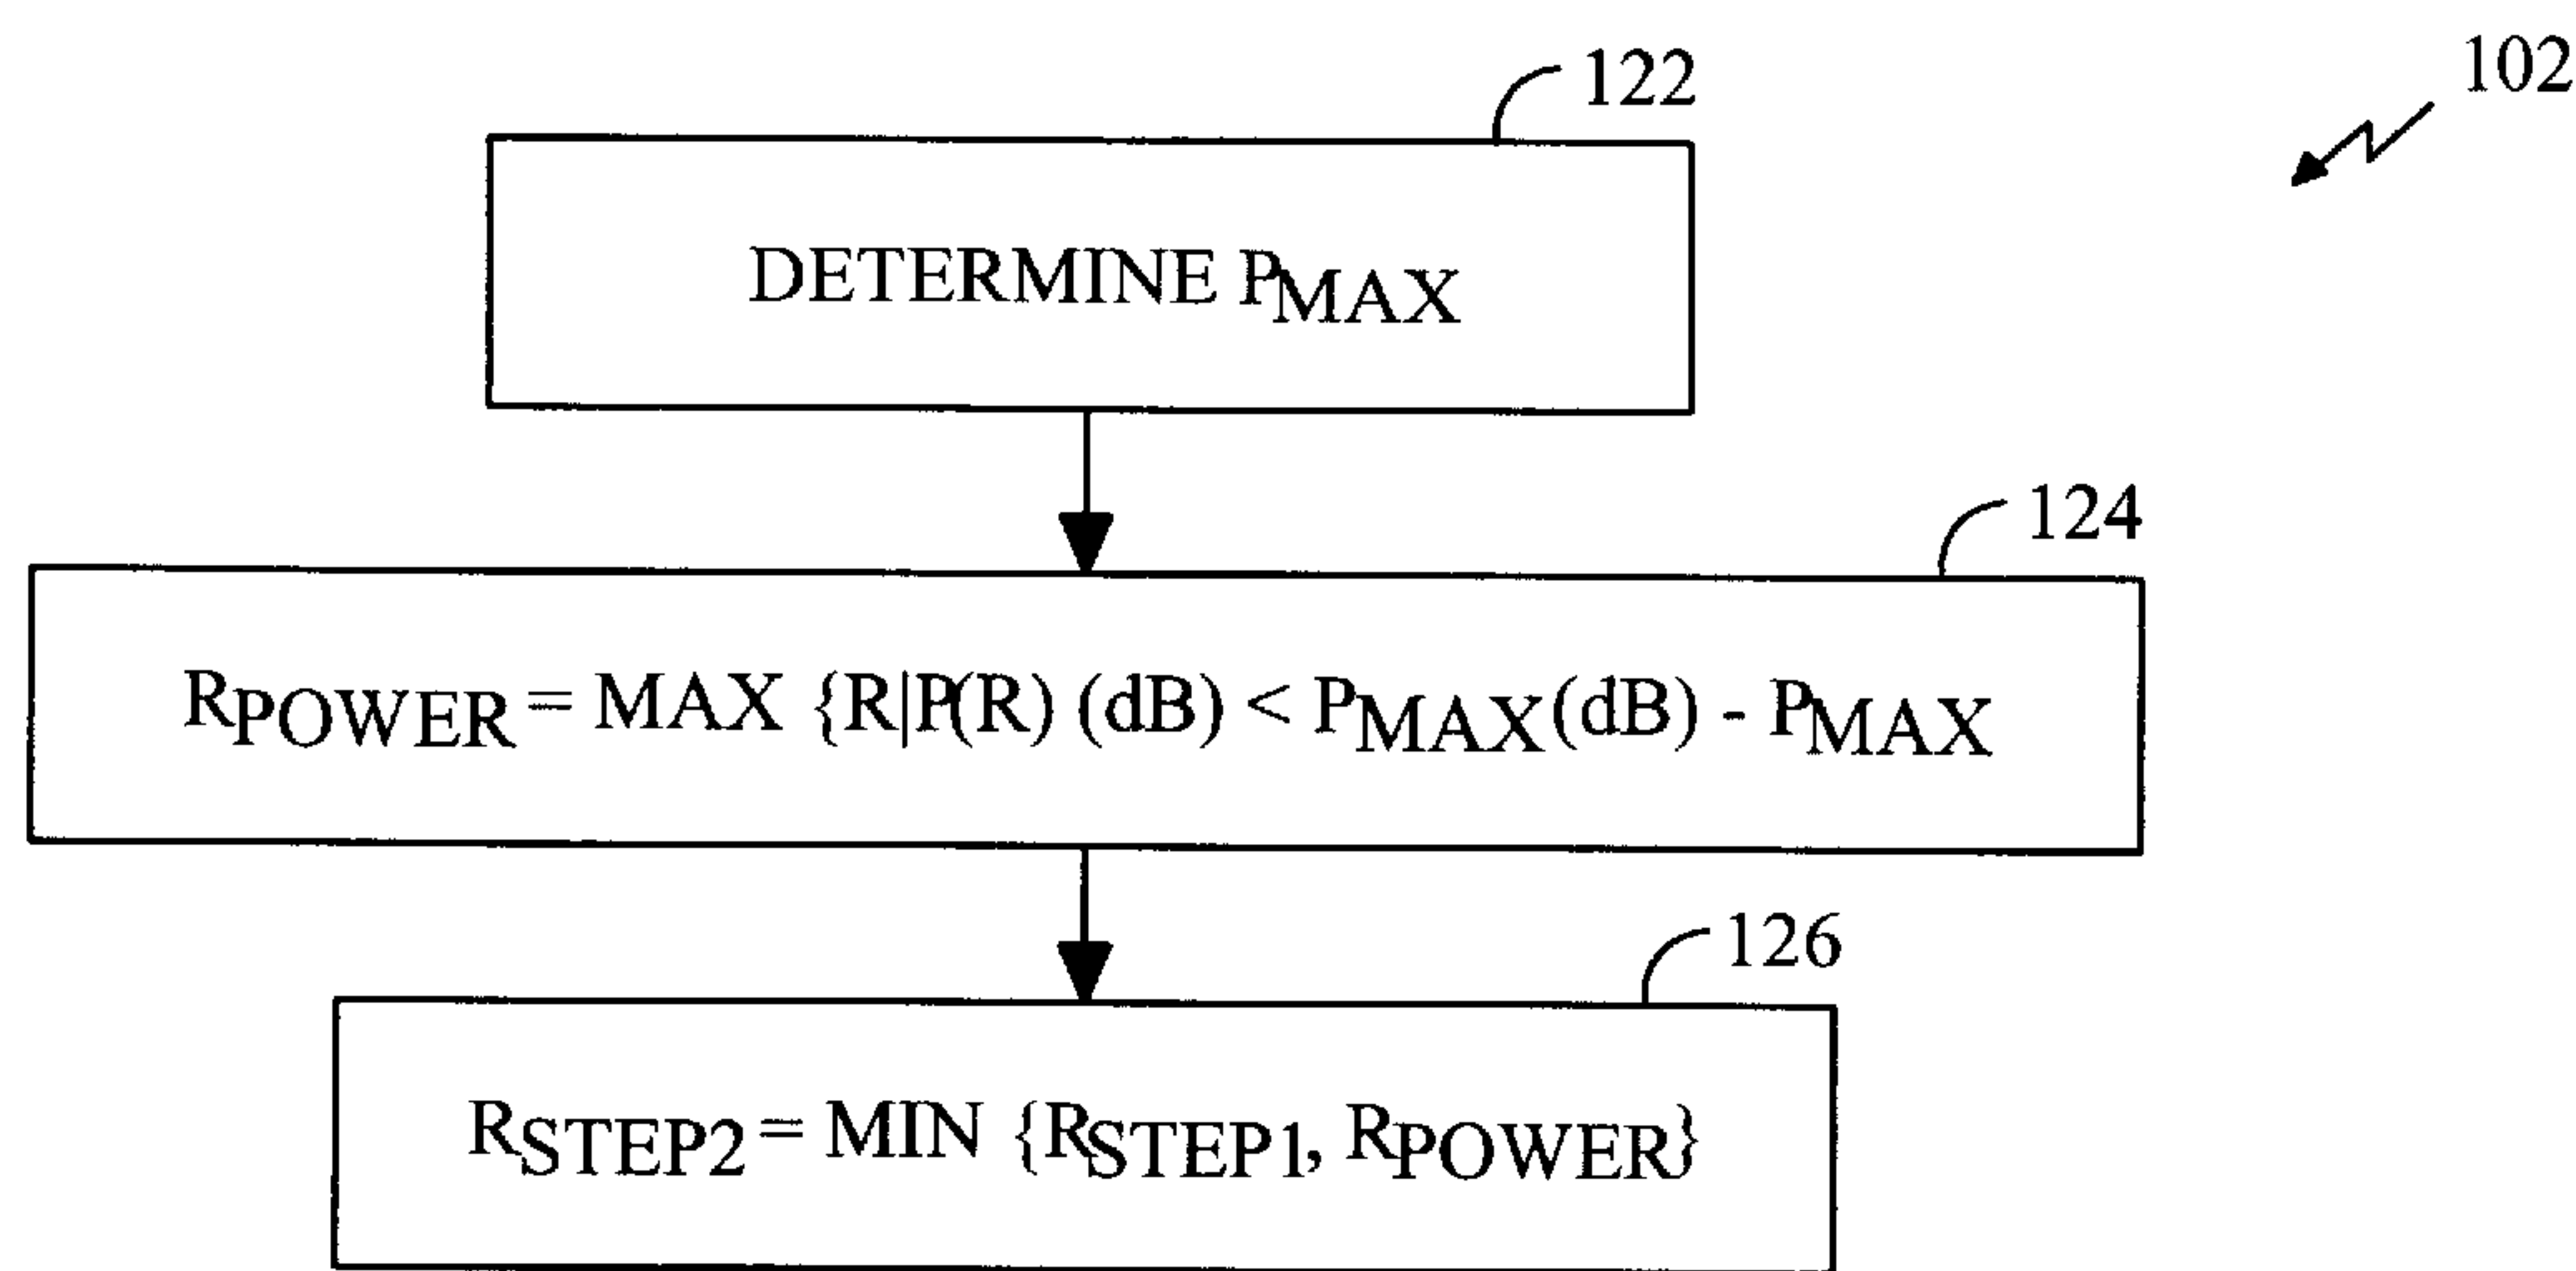 102
122
DETERMINE PMAX
124
RPOWER = MAX {R|P(R) (dB) < PMAX(dB) - PMAX
126
RSTEP2 = MIN {RSTEP1, RPOWER}